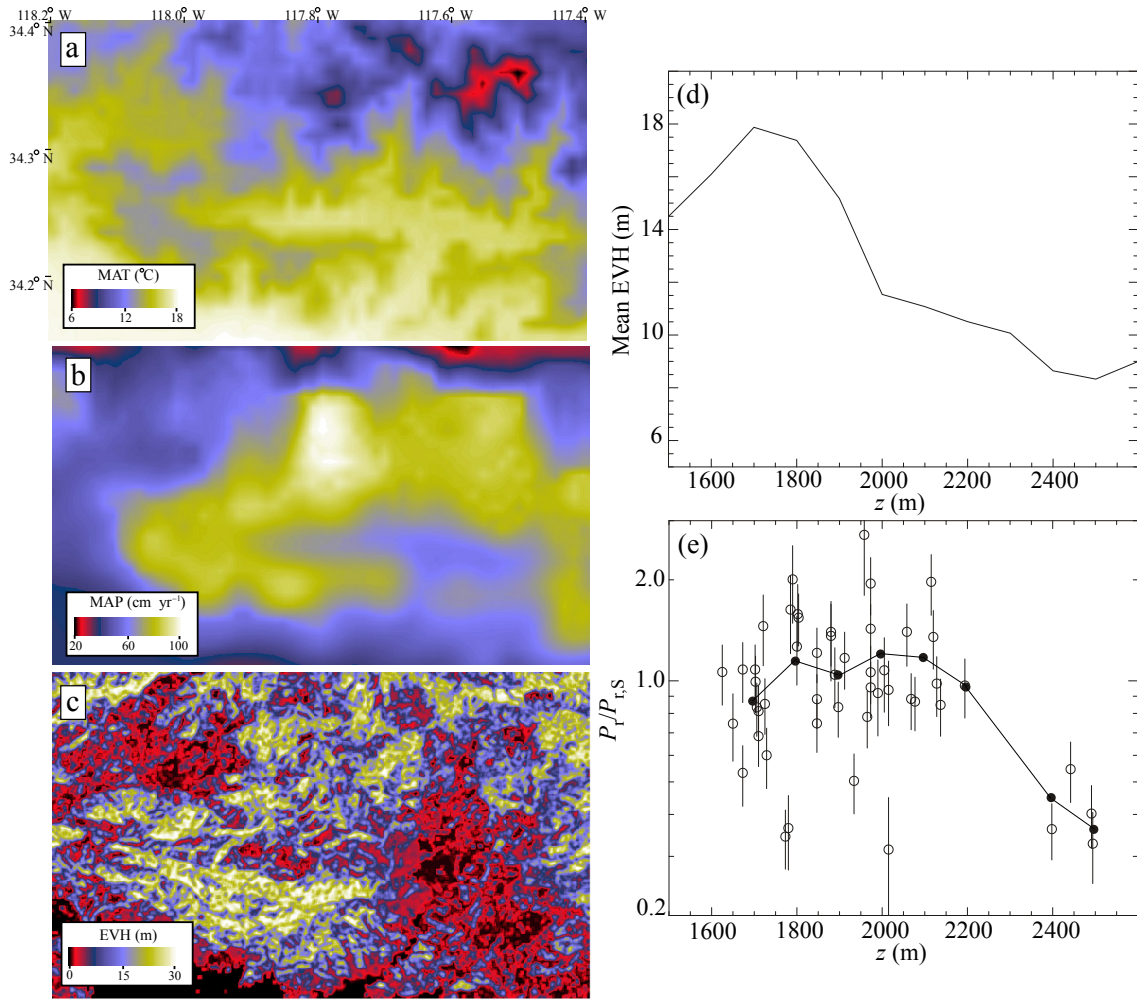 118.2° W 118.0° W 117.8° W 117.6° W 117.4° W
34.4° N
34.3° N
34.2° N
a
MAT (°C)
6 12 18
b
MAP (cm yr⁻¹)
20 60 100
c
EVH (m)
0 15 30
(d)
Mean EVH (m)
18
14
10
6
1600 1800 2000 2200 2400
z (m)
(e)
Pr/Pr,S
2.0
1.0
0.2
1600 1800 2000 2200 2400
z (m)